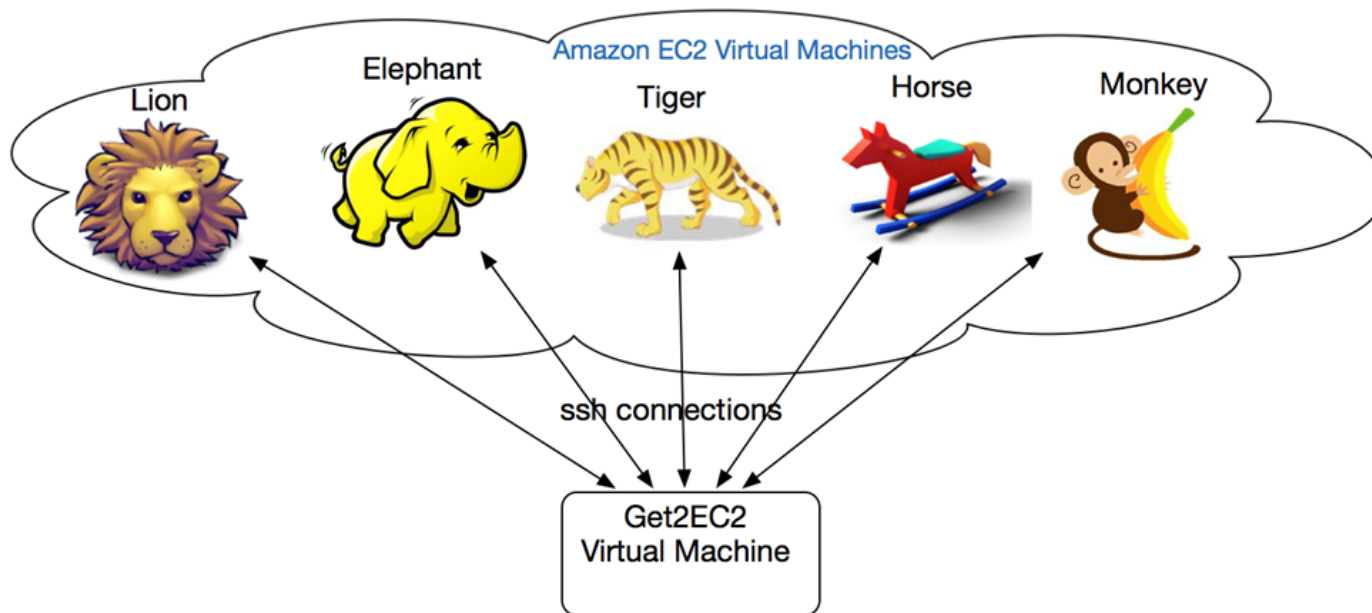 Amazon EC2 Virtual Machines
Lion
Elephant
Tiger
Horse
Monkey
ssh connections
Get2EC2
Virtual Machine